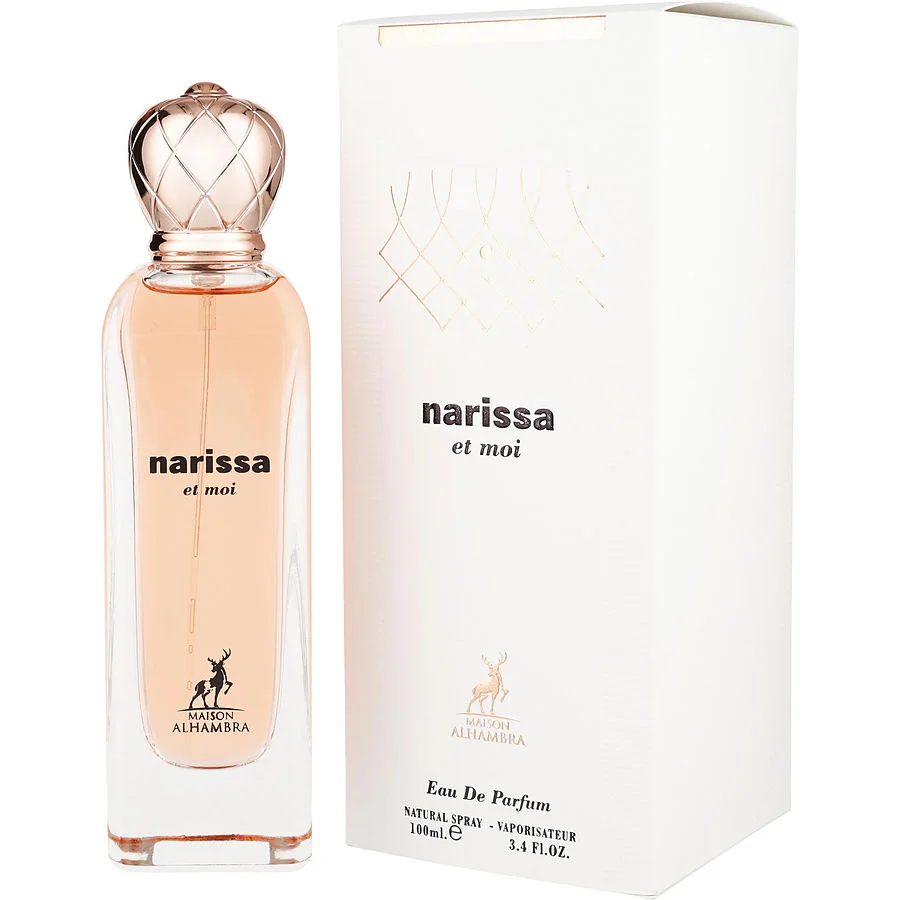 narissa
et moi
MAISON
ALHAMBRA
narissa
et moi
MAISON
ALHAMBRA
Eau De Parfum
NATURAL SPRAY - VAPORISATEUR
100ml.℮ 3.4 Fl.OZ.